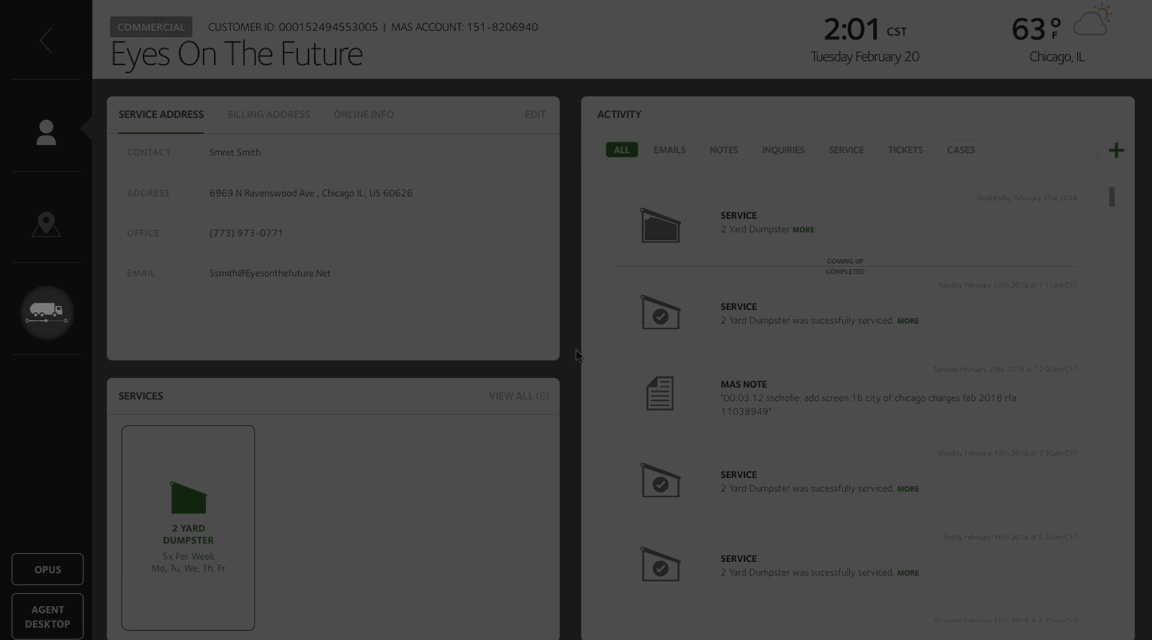 COMMERCIAL CUSTOMER ID: 000152494553005 | MAS ACCOUNT: 151-8206940
Eyes On The Future
2:01 CST
Tuesday February 20
63° F
Chicago, IL
SERVICE ADDRESS BILLING ADDRESS ONLINE INFO EDIT
CONTACT Smret Smith
ADDRESS 6969 N Ravenswood Ave , Chicago IL, US 60626
OFFICE (773) 973-0771
EMAIL Ssmith@Eyesonthefuture.Net
SERVICES VIEW ALL (6)
2 YARD
DUMPSTER
5x Per Week
Mo, Tu, We, Th, Fr
OPUS
AGENT
DESKTOP
ACTIVITY
ALL EMAILS NOTES INQUIRIES SERVICE TICKETS CASES
Wednesday February 21st 2018
SERVICE
2 Yard Dumpster MORE
COMING UP
COMPLETED
Tuesday February 20th 2018 at 7:15am CST
SERVICE
2 Yard Dumpster was sucessfully serviced. MORE
Tuesday February 20th 2018 at 12:00am CST
MAS NOTE
"00:03:12 sschofie: add screen 16 city of chicago charges feb 2018 rfa
11038949"
Monday February 19th 2018 at 7:30am CST
SERVICE
2 Yard Dumpster was sucessfully serviced. MORE
Friday February 16th 2018 at 8:34am CST
SERVICE
2 Yard Dumpster was sucessfully serviced. MORE